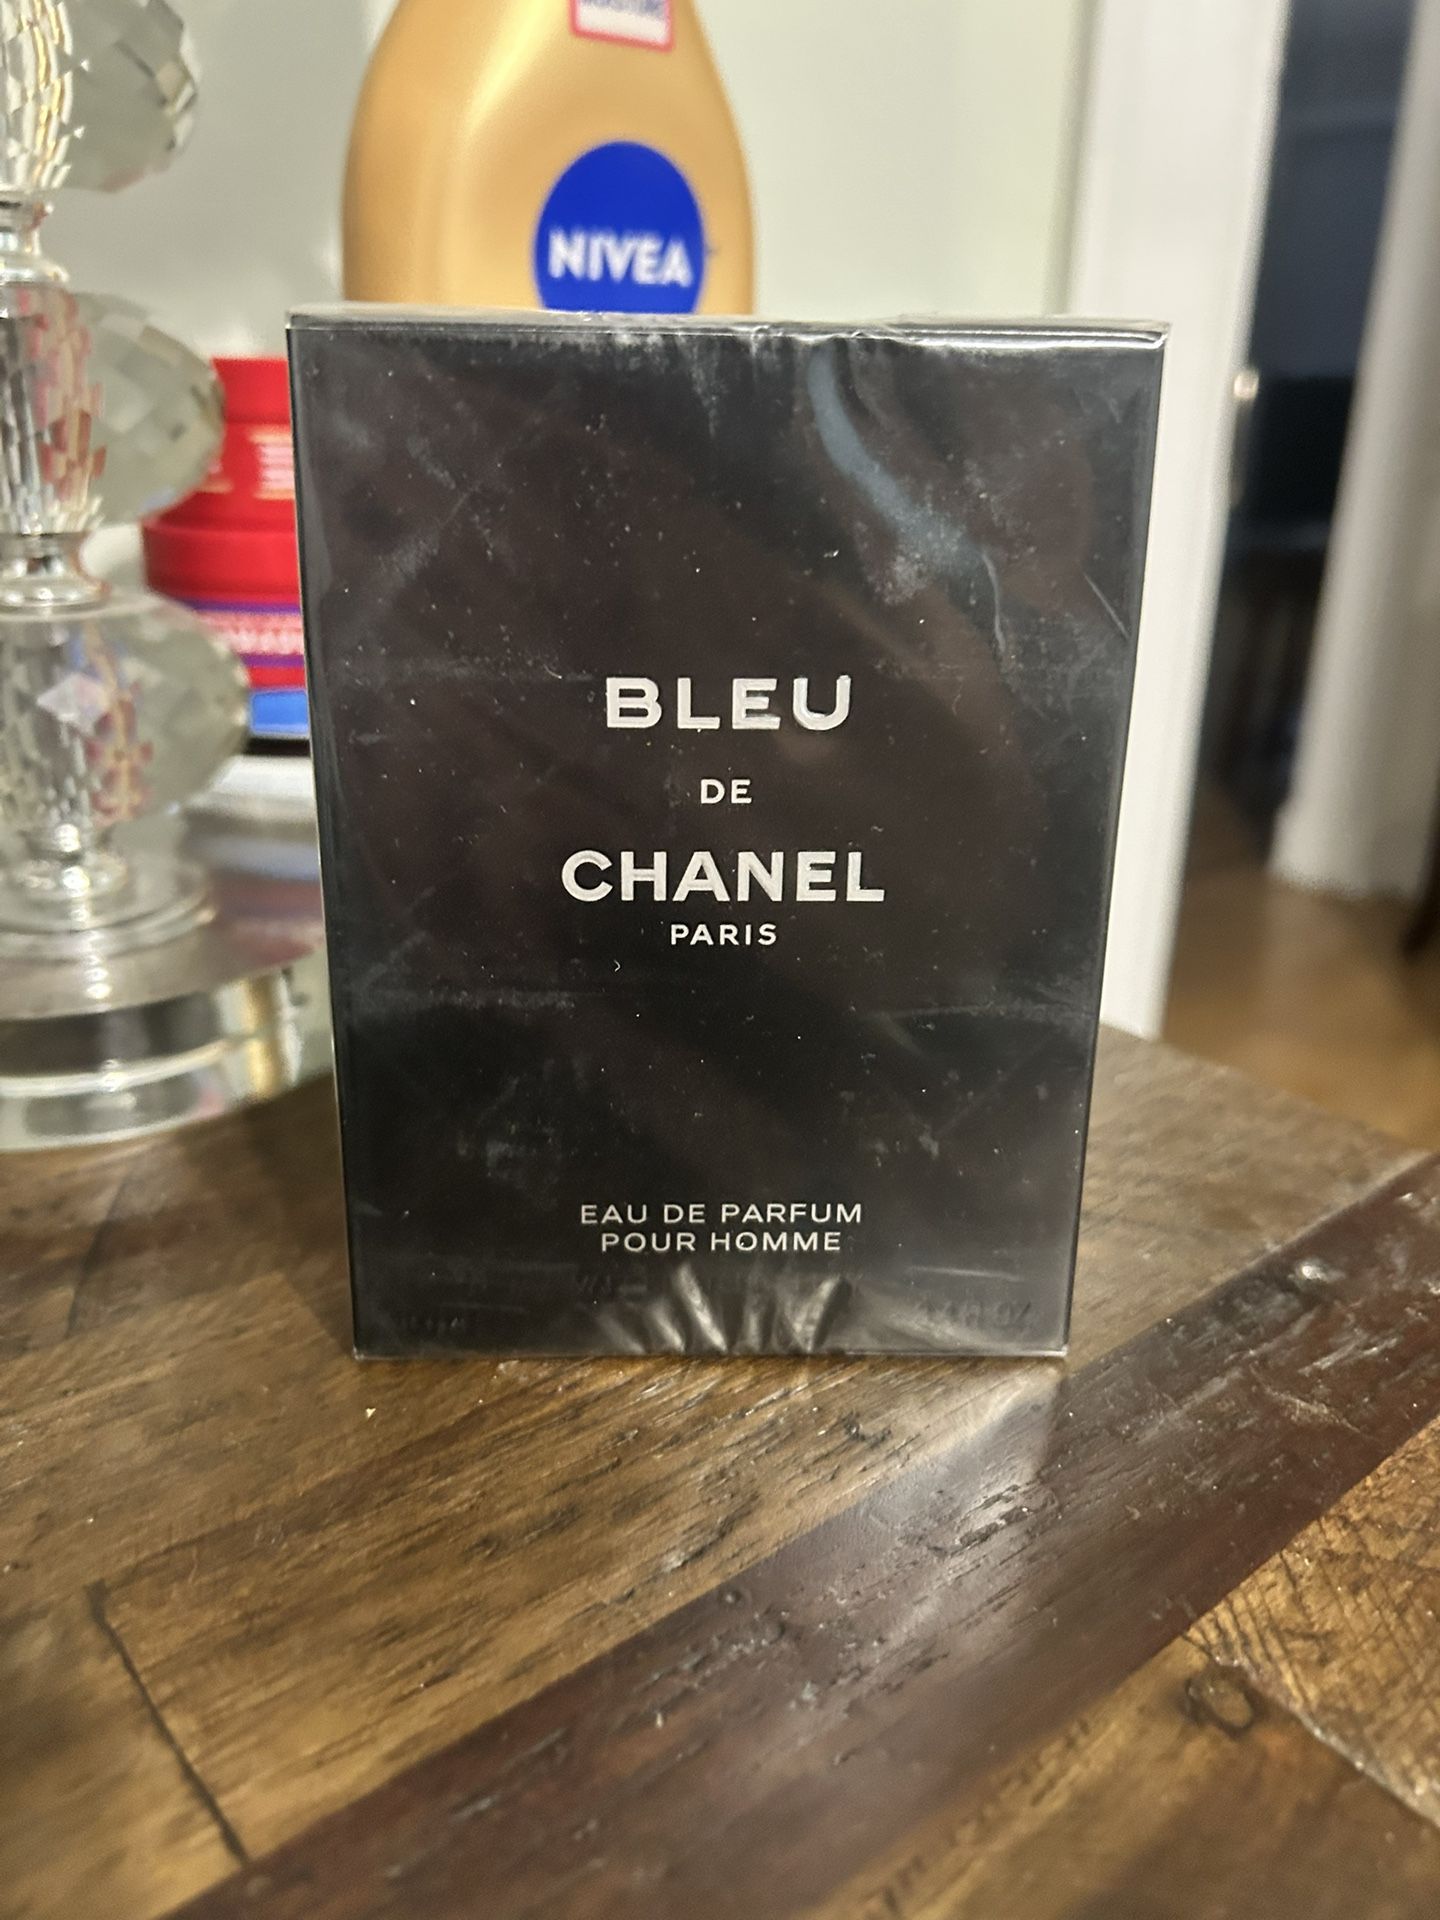 NIVEA
BLEU
DE
CHANEL
PARIS
EAU DE PARFUM
POUR HOMME